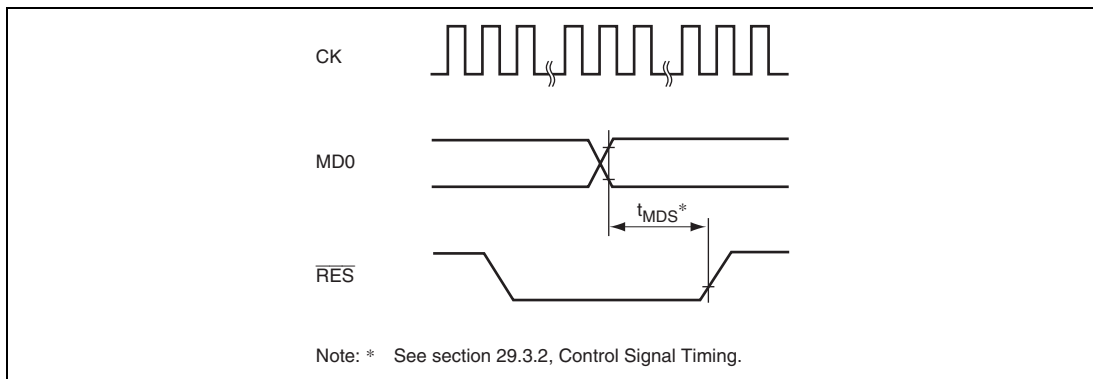 CK
MD0
tMDS*
RES
Note: * See section 29.3.2, Control Signal Timing.